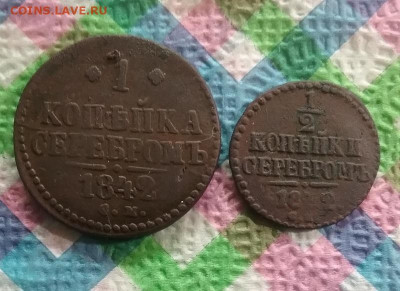 COINS.LAVE.RU
1
КОПѢЙКА
СЕРЕБРОМЪ
1842
С.М.
1
2
КОПѢЙКИ
СЕРЕБРОМЪ